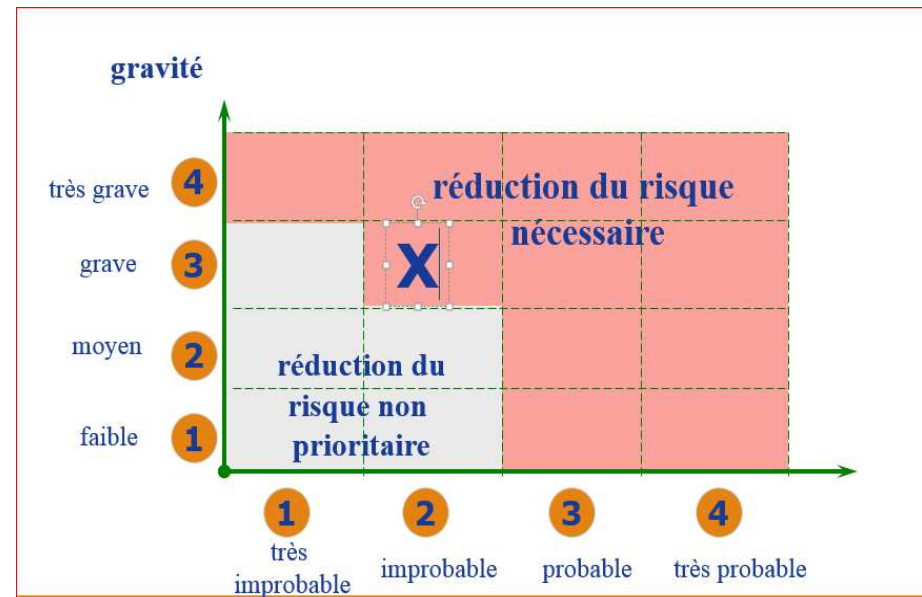 gravité
très grave 4
réduction du risque
nécessaire
grave 3
X
moyen 2
réduction du
risque non
prioritaire
faible 1
1 2 3 4
très
improbable
improbable
probable
très probable